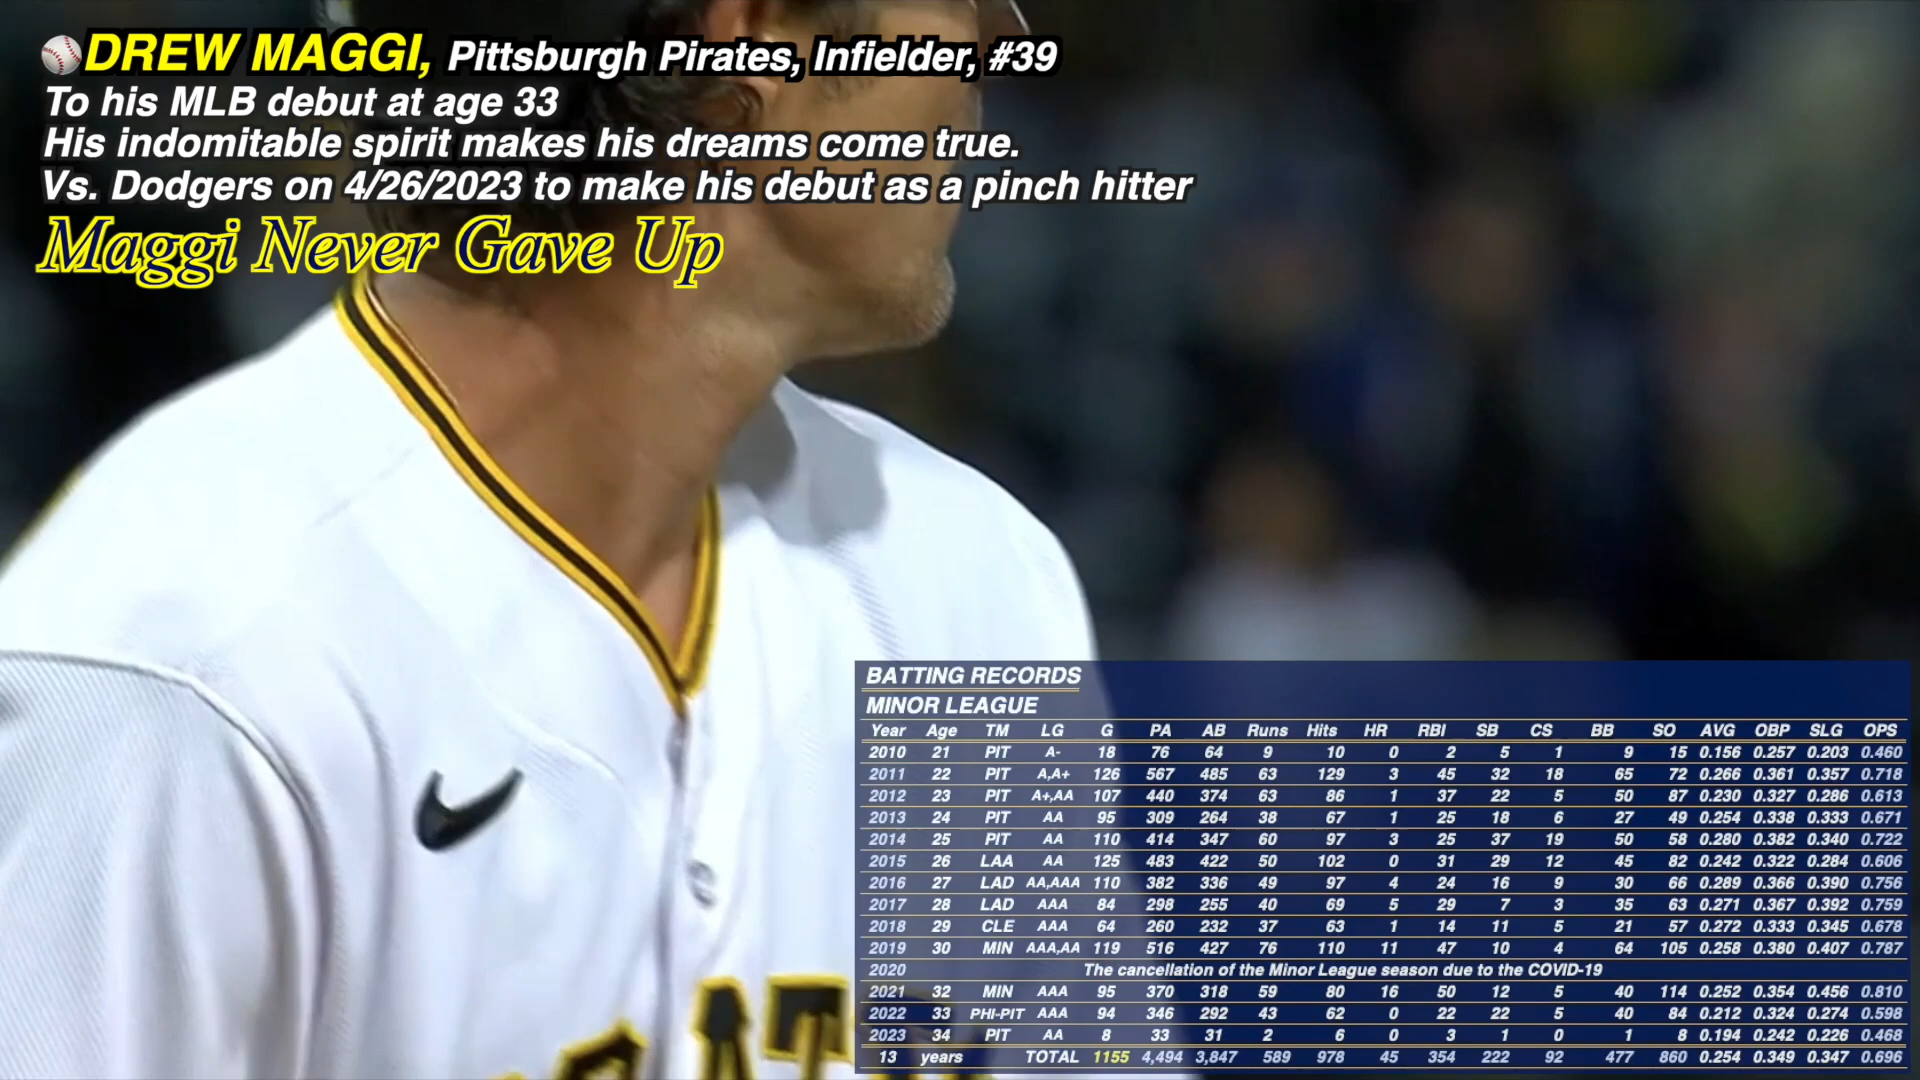 ⚾DREW MAGGI, Pittsburgh Pirates, Infielder, #39
To his MLB debut at age 33
His indomitable spirit makes his dreams come true.
Vs. Dodgers on 4/26/2023 to make his debut as a pinch hitter
Maggi Never Gave Up
BATTING RECORDS
MINOR LEAGUE
Year Age TM LG G PA AB Runs Hits HR RBI SB CS BB SO AVG OBP SLG OPS
2010 21 PIT A- 18 76 64 9 10 0 2 5 1 9 15 0.156 0.257 0.203 0.460
2011 22 PIT A,A+ 126 567 485 63 129 3 45 32 18 65 72 0.266 0.361 0.357 0.718
2012 23 PIT A+,AA 107 440 374 63 86 1 37 22 5 50 87 0.230 0.327 0.286 0.613
2013 24 PIT AA 95 309 264 38 67 1 25 18 6 27 49 0.254 0.338 0.333 0.671
2014 25 PIT AA 110 414 347 60 97 3 25 37 19 50 58 0.280 0.382 0.340 0.722
2015 26 LAA AA 125 483 422 50 102 0 31 29 12 45 82 0.242 0.322 0.284 0.606
2016 27 LAD AA,AAA 110 382 336 49 97 4 24 16 9 30 66 0.289 0.366 0.390 0.756
2017 28 LAD AAA 84 298 255 40 69 5 29 7 3 35 63 0.271 0.367 0.392 0.759
2018 29 CLE AAA 64 260 232 37 63 1 14 11 5 21 57 0.272 0.333 0.345 0.678
2019 30 MIN AAA,AA 119 516 427 76 110 11 47 10 4 64 105 0.258 0.380 0.407 0.787
2020 The cancellation of the Minor League season due to the COVID-19
2021 32 MIN AAA 95 370 318 59 80 16 50 12 5 40 114 0.252 0.354 0.456 0.810
2022 33 PHI-PIT AAA 94 346 292 43 62 0 22 22 5 40 84 0.212 0.324 0.274 0.598
2023 34 PIT AA 8 33 31 2 6 0 3 1 0 1 8 0.194 0.242 0.226 0.468
13 years TOTAL 1155 4,494 3,847 589 978 45 354 222 92 477 860 0.254 0.349 0.347 0.696